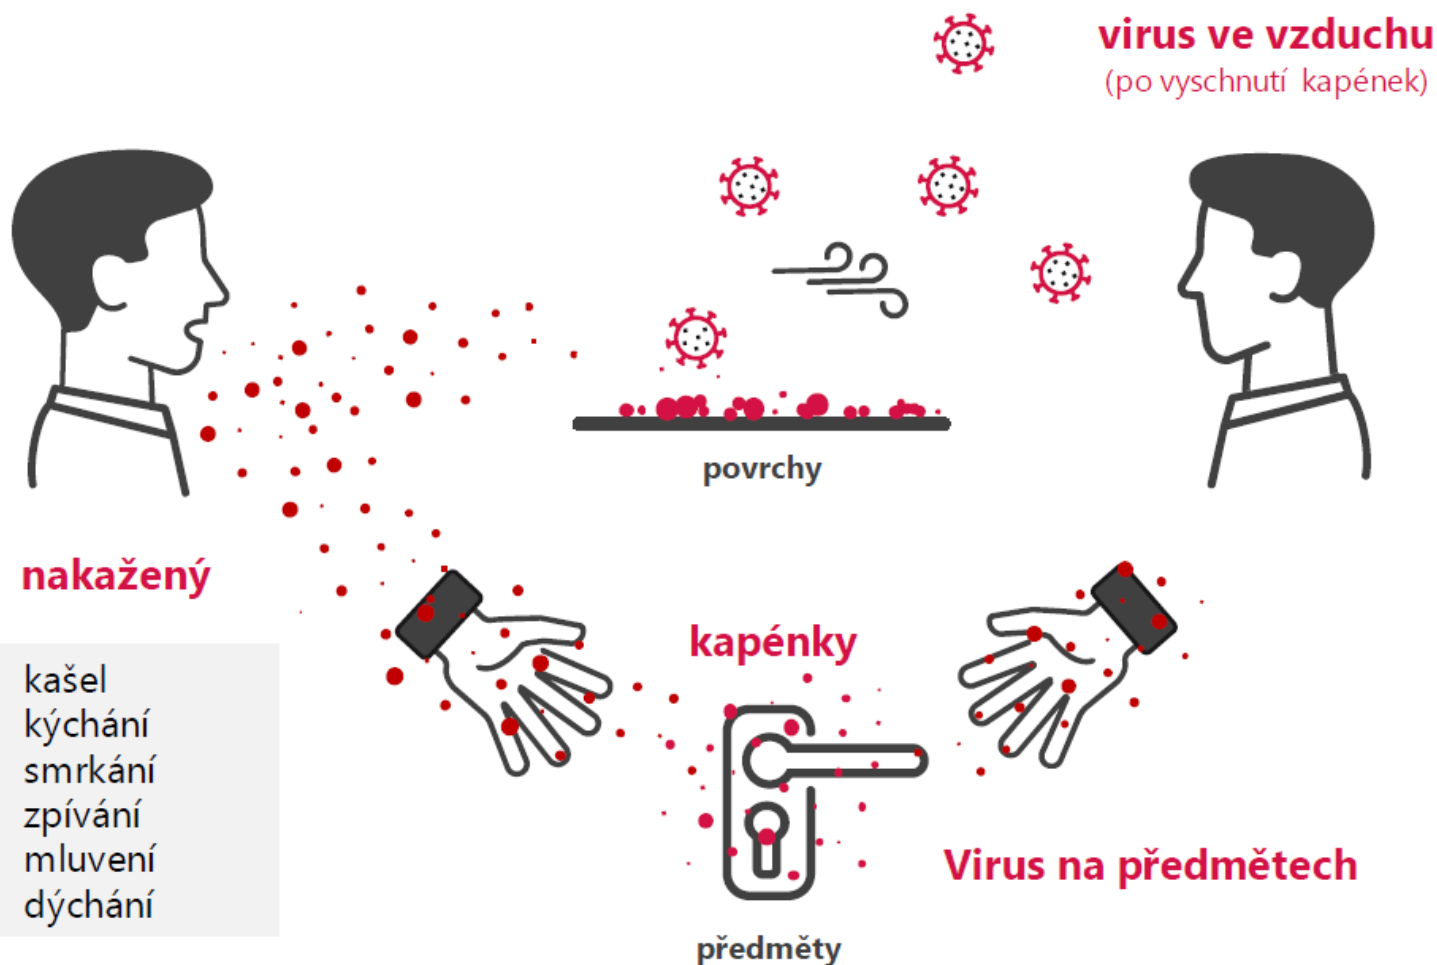 virus ve vzduchu
(po vyschnutí kapének)
povrchy
nakažený
kašel
kýchání
smrkání
zpívání
mluvení
dýchání
kapénky
Virus na předmětech
předměty